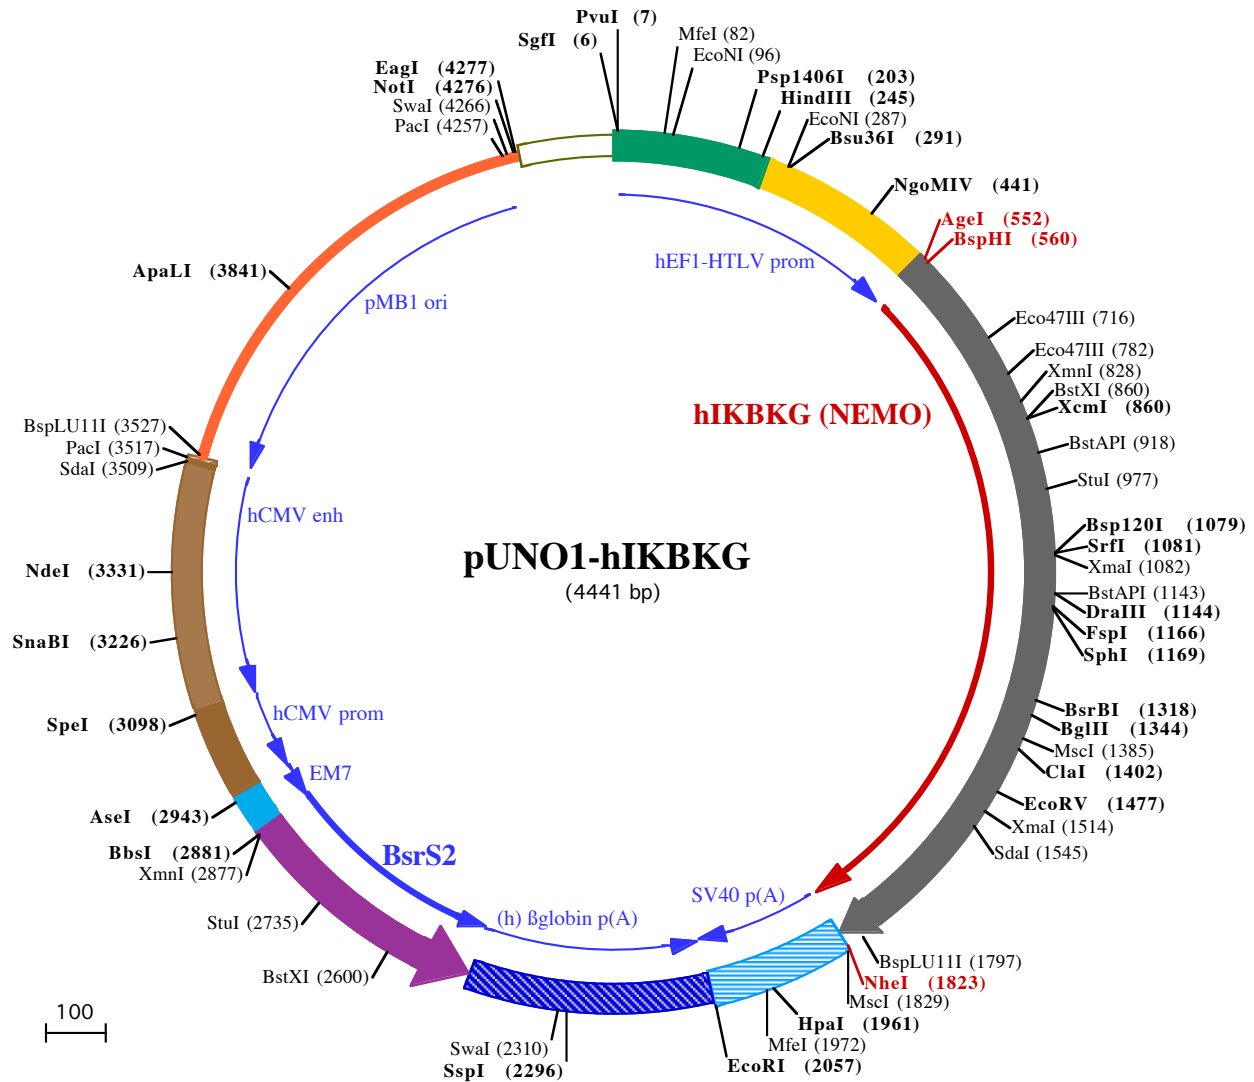 PvuI (7)
SgfI (6)
MfeI (82)
EcoNI (96)
Psp1406I (203)
HindIII (245)
EcoNI (287)
Bsu36I (291)
NgoMIV (441)
AgeI (552)
BspHI (560)
Eco47III (716)
Eco47III (782)
XmnI (828)
BstXI (860)
XcmI (860)
BstAPI (918)
StuI (977)
Bsp120I (1079)
SrfI (1081)
XmaI (1082)
BstAPI (1143)
DraIII (1144)
FspI (1166)
SphI (1169)
BsrBI (1318)
BglII (1344)
MscI (1385)
ClaI (1402)
EcoRV (1477)
XmaI (1514)
SdaI (1545)
BspLU11I (1797)
NheI (1823)
MscI (1829)
HpaI (1961)
MfeI (1972)
EcoRI (2057)
SwaI (2310)
SspI (2296)
BstXI (2600)
StuI (2735)
XmnI (2877)
BbsI (2881)
AseI (2943)
SpeI (3098)
SnaBI (3226)
NdeI (3331)
SdaI (3509)
PacI (3517)
BspLU11I (3527)
ApaLI (3841)
PacI (4257)
SwaI (4266)
NotI (4276)
EagI (4277)
hEF1-HTLV prom
pMB1 ori
hIKBKG (NEMO)
hCMV enh
pUNO1-hIKBKG
(4441 bp)
hCMV prom
EM7
BsrS2
(h) ßglobin p(A)
SV40 p(A)
100